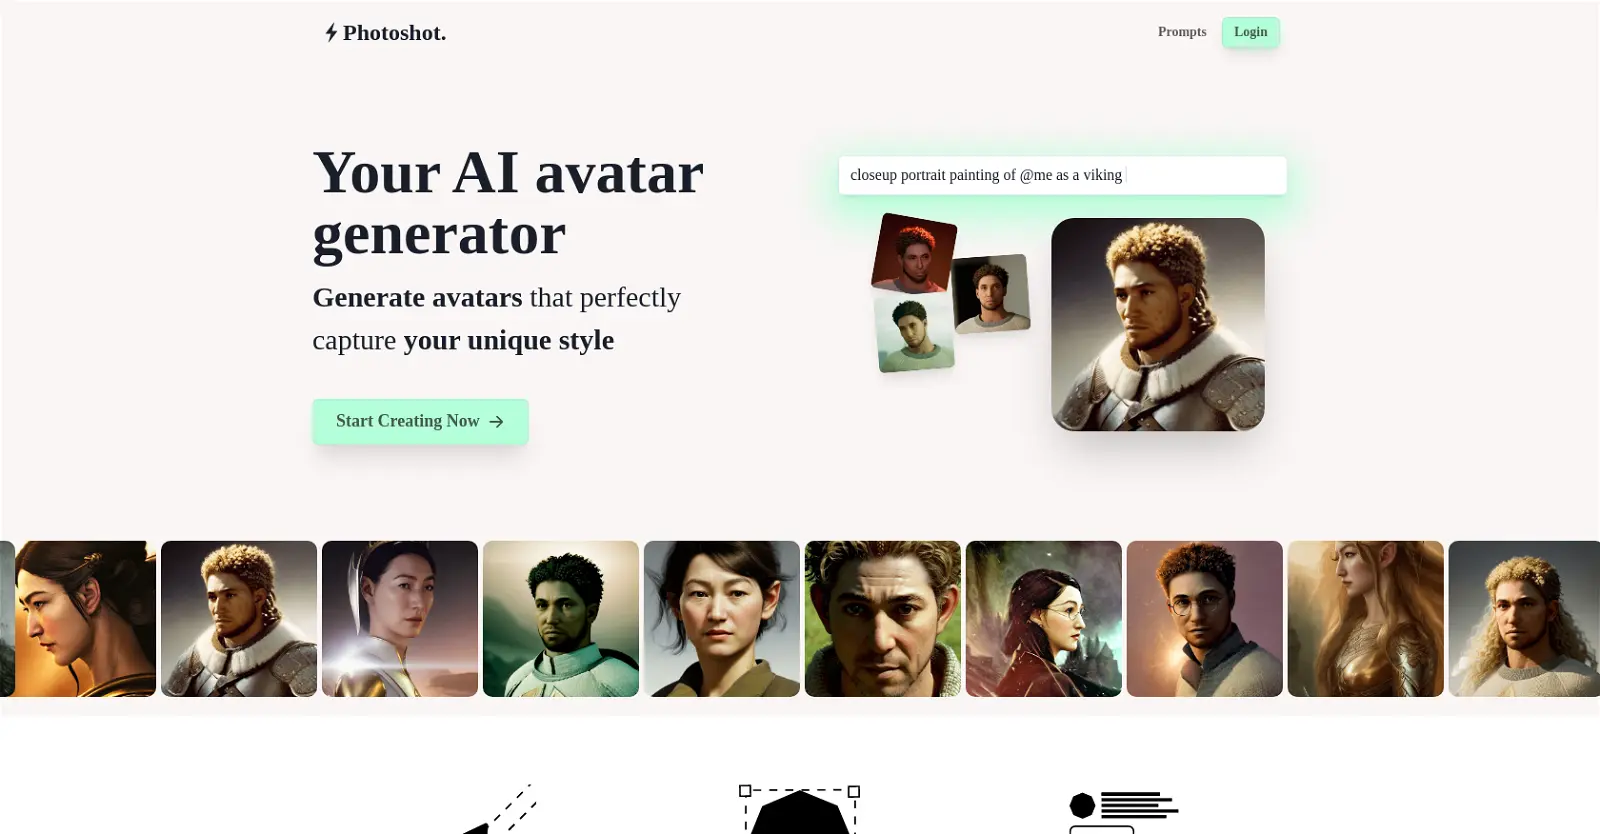 Photoshot.
Prompts
Login
Your AI avatar
generator
Generate avatars that perfectly
capture your unique style
Start Creating Now
closeup portrait painting of @me as a viking